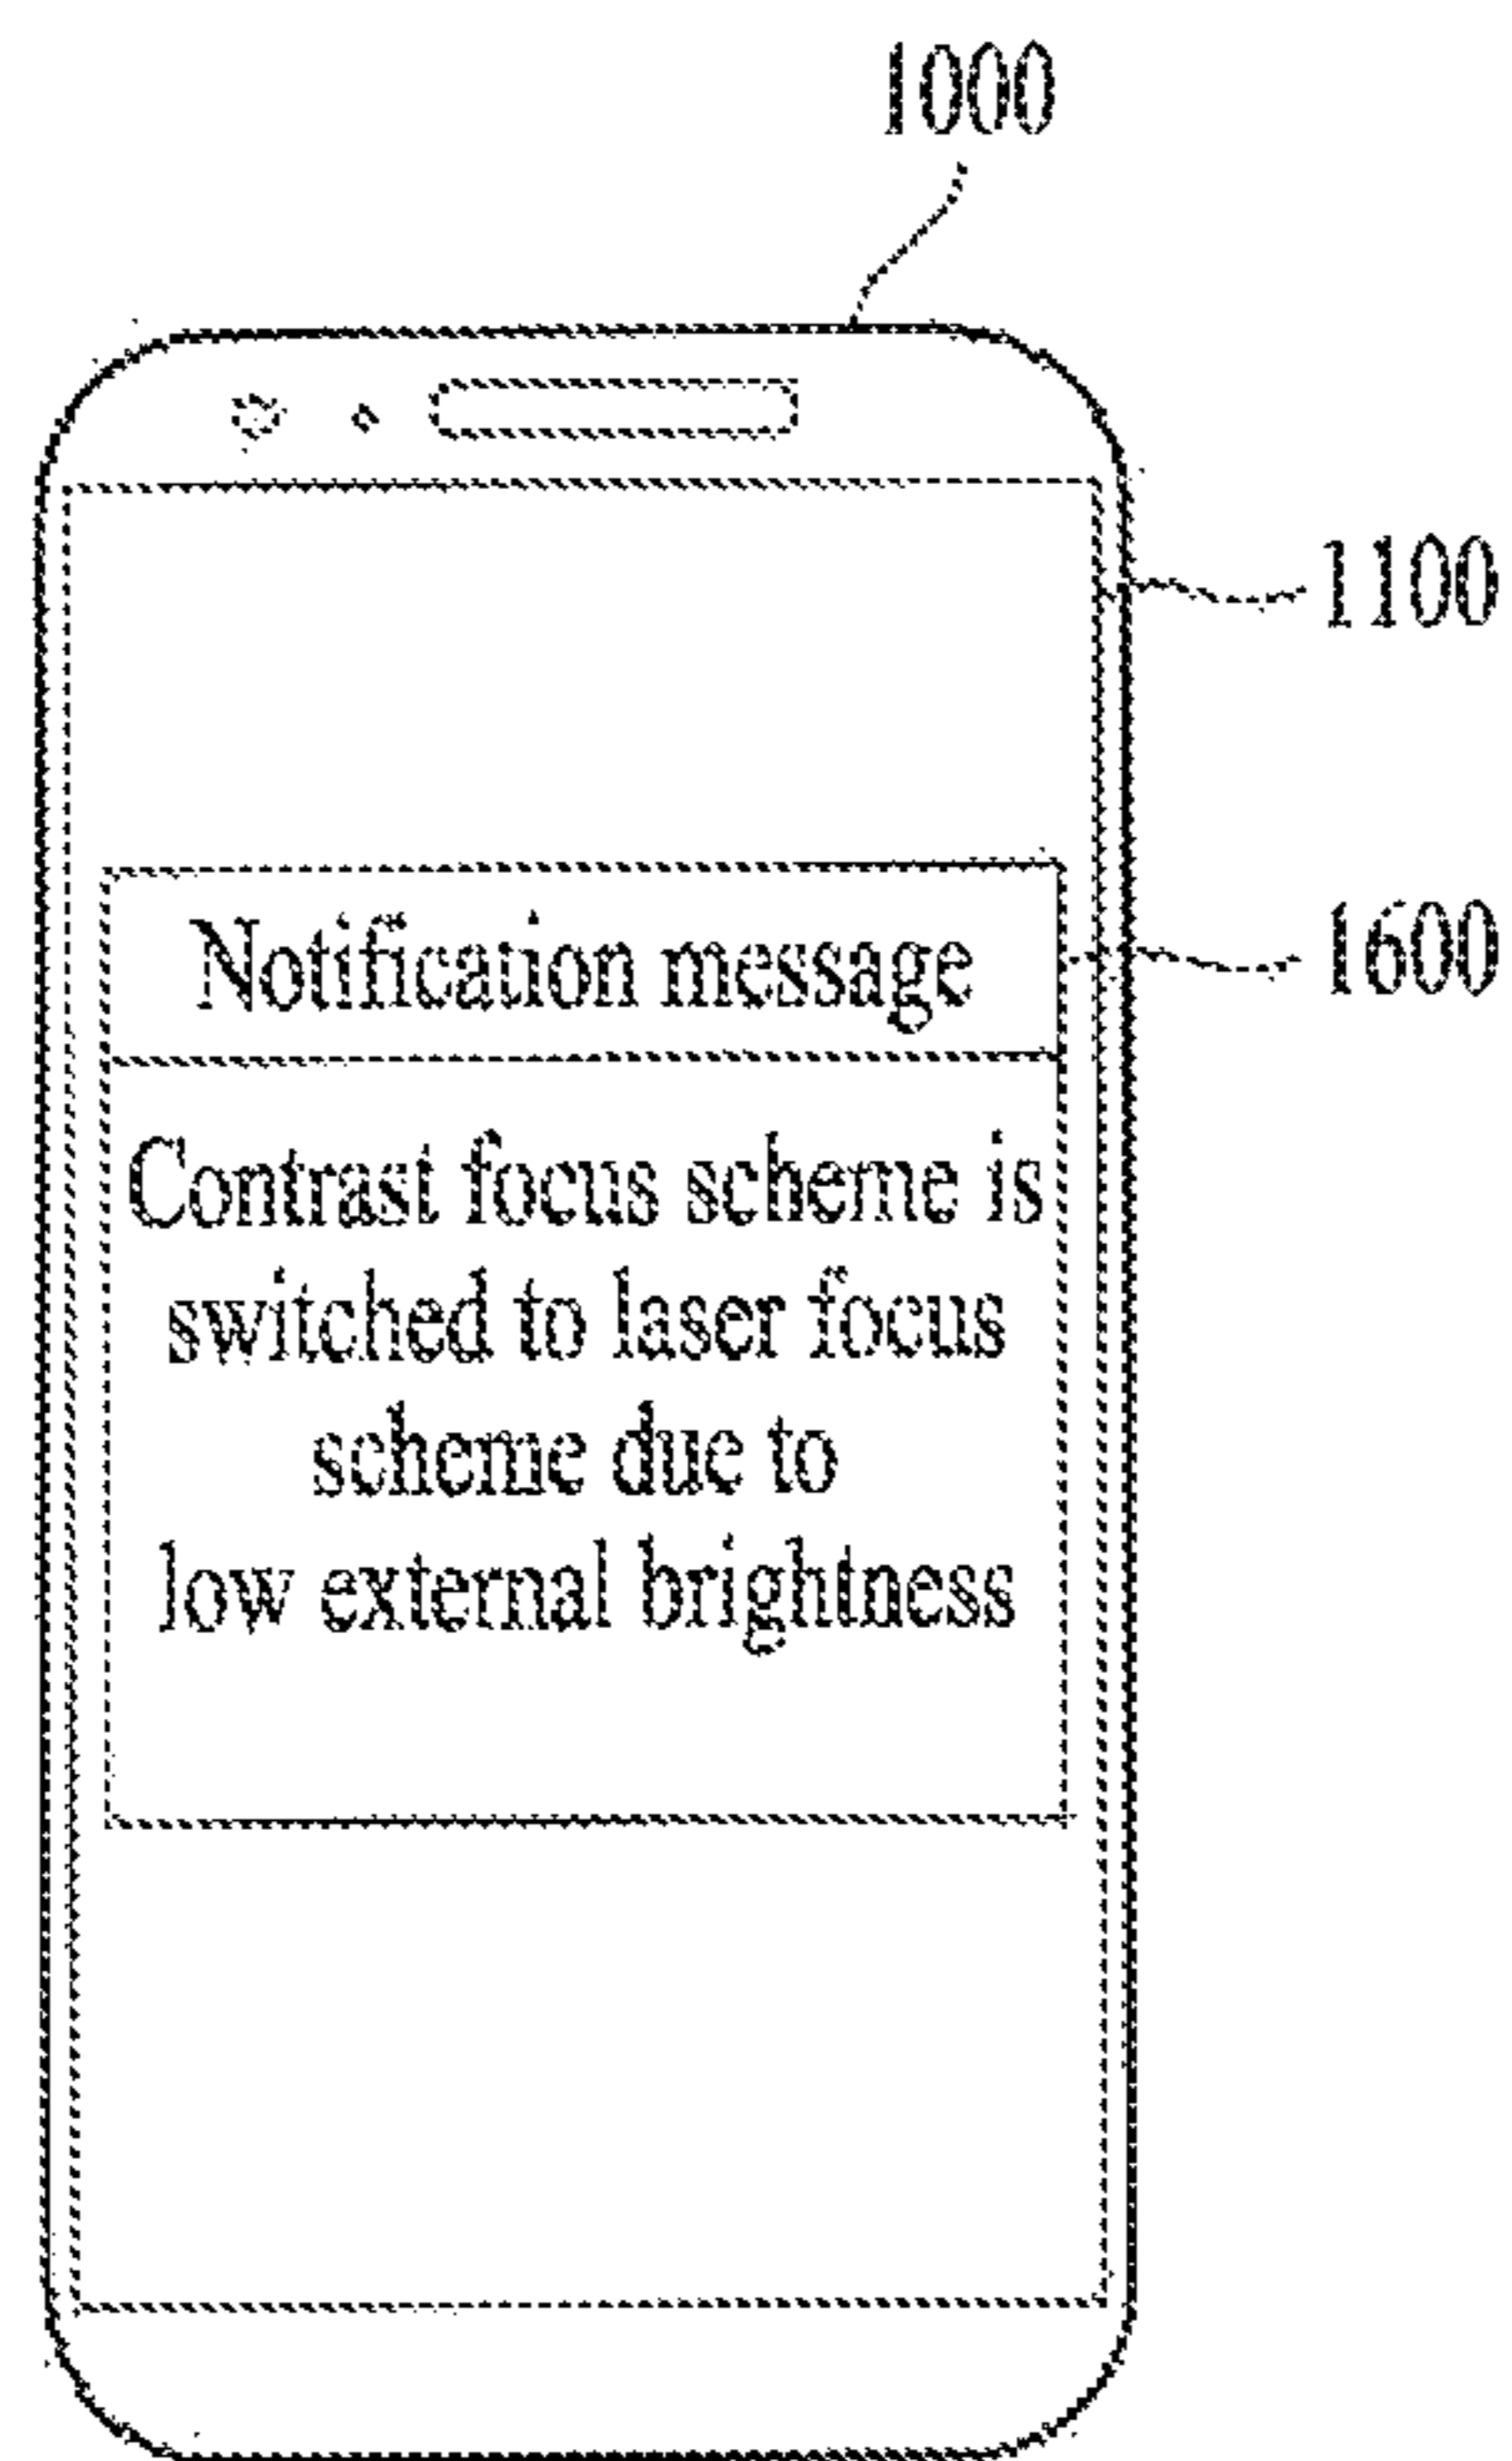 1000
1100
Notification message
1600
Contrast focus scheme is
switched to laser focus
scheme due to
low external brightness